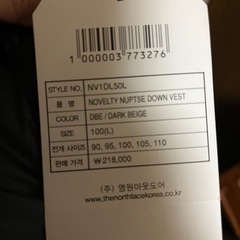 1 000003 773276
STYLE NO. NV1DL50L
품 명 NOVELTY NUPTSE DOWN VEST
COLOR DBE / DARK BEIGE
SIZE 100(L)
전개 사이즈 90, 95, 100, 105, 110
판매 가격 ₩ 218,000
(주) 영원아웃도어
www.thenorthfacekorea.co.kr